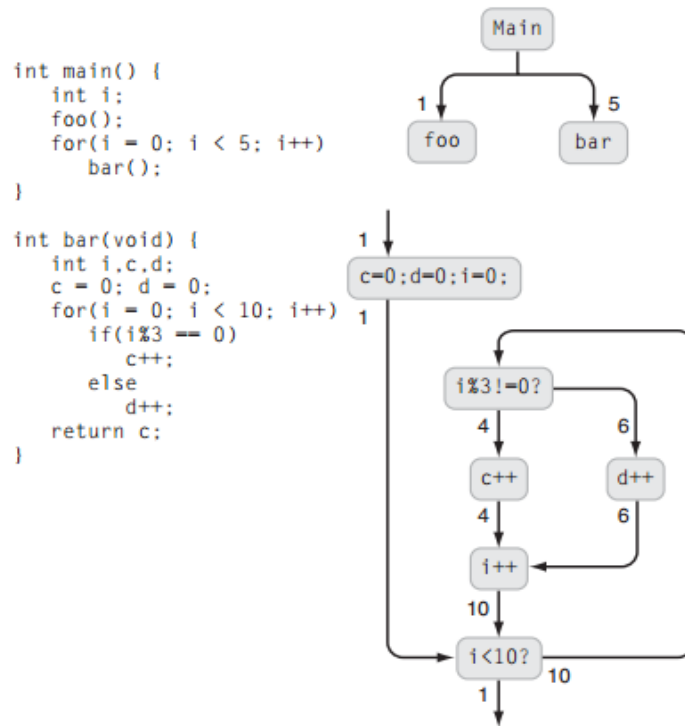 int main() {
int i;
foo();
for(i = 0; i < 5; i++)
bar();
}
int bar(void) {
int i,c,d;
c = 0; d = 0;
for(i = 0; i < 10; i++)
if(i%3 == 0)
c++;
else
d++;
return c;
}
Main
1
5
foo
bar
1
c=0;d=0;i=0;
1
i%3!=0?
4
6
c++
d++
4
6
i++
10
i<10?
10
1